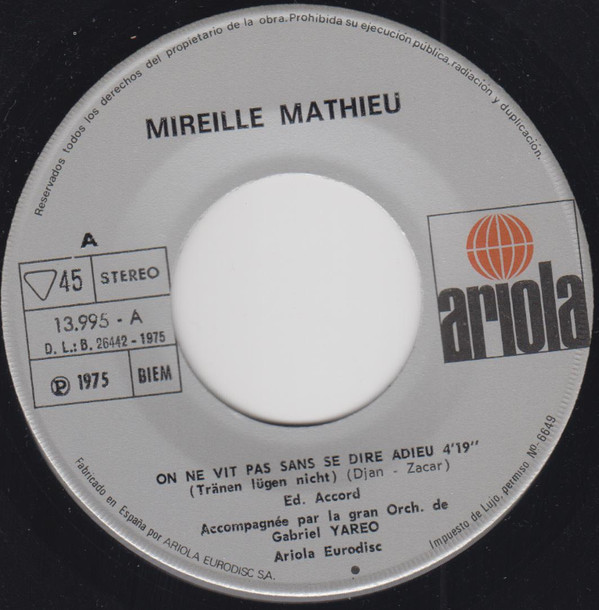 Reservados todos los derechos del propietario de la obra. Prohibida su ejecución pública, radiación y duplicación.
MIREILLE MATHIEU
A
45 STEREO
13.995 - A
D. L.: B. 26442 - 1975
℗ 1975 BIEM
ariola
ON NE VIT PAS SANS SE DIRE ADIEU 4'19"
(Tränen lügen nicht) (Djan - Zacar)
Ed. Accord
Accompagnée par la gran Orch. de
Gabriel YAREO
Ariola Eurodisc
Fabricado en España por ARIOLA EURODISC S.A.
Impuesto de Lujo, permiso Nº 6649